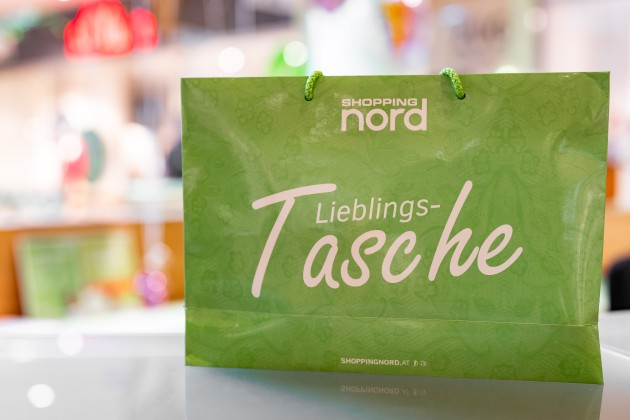 SHOPPING
nord
Lieblings-
Tasche
SHOPPINGNORD.AT